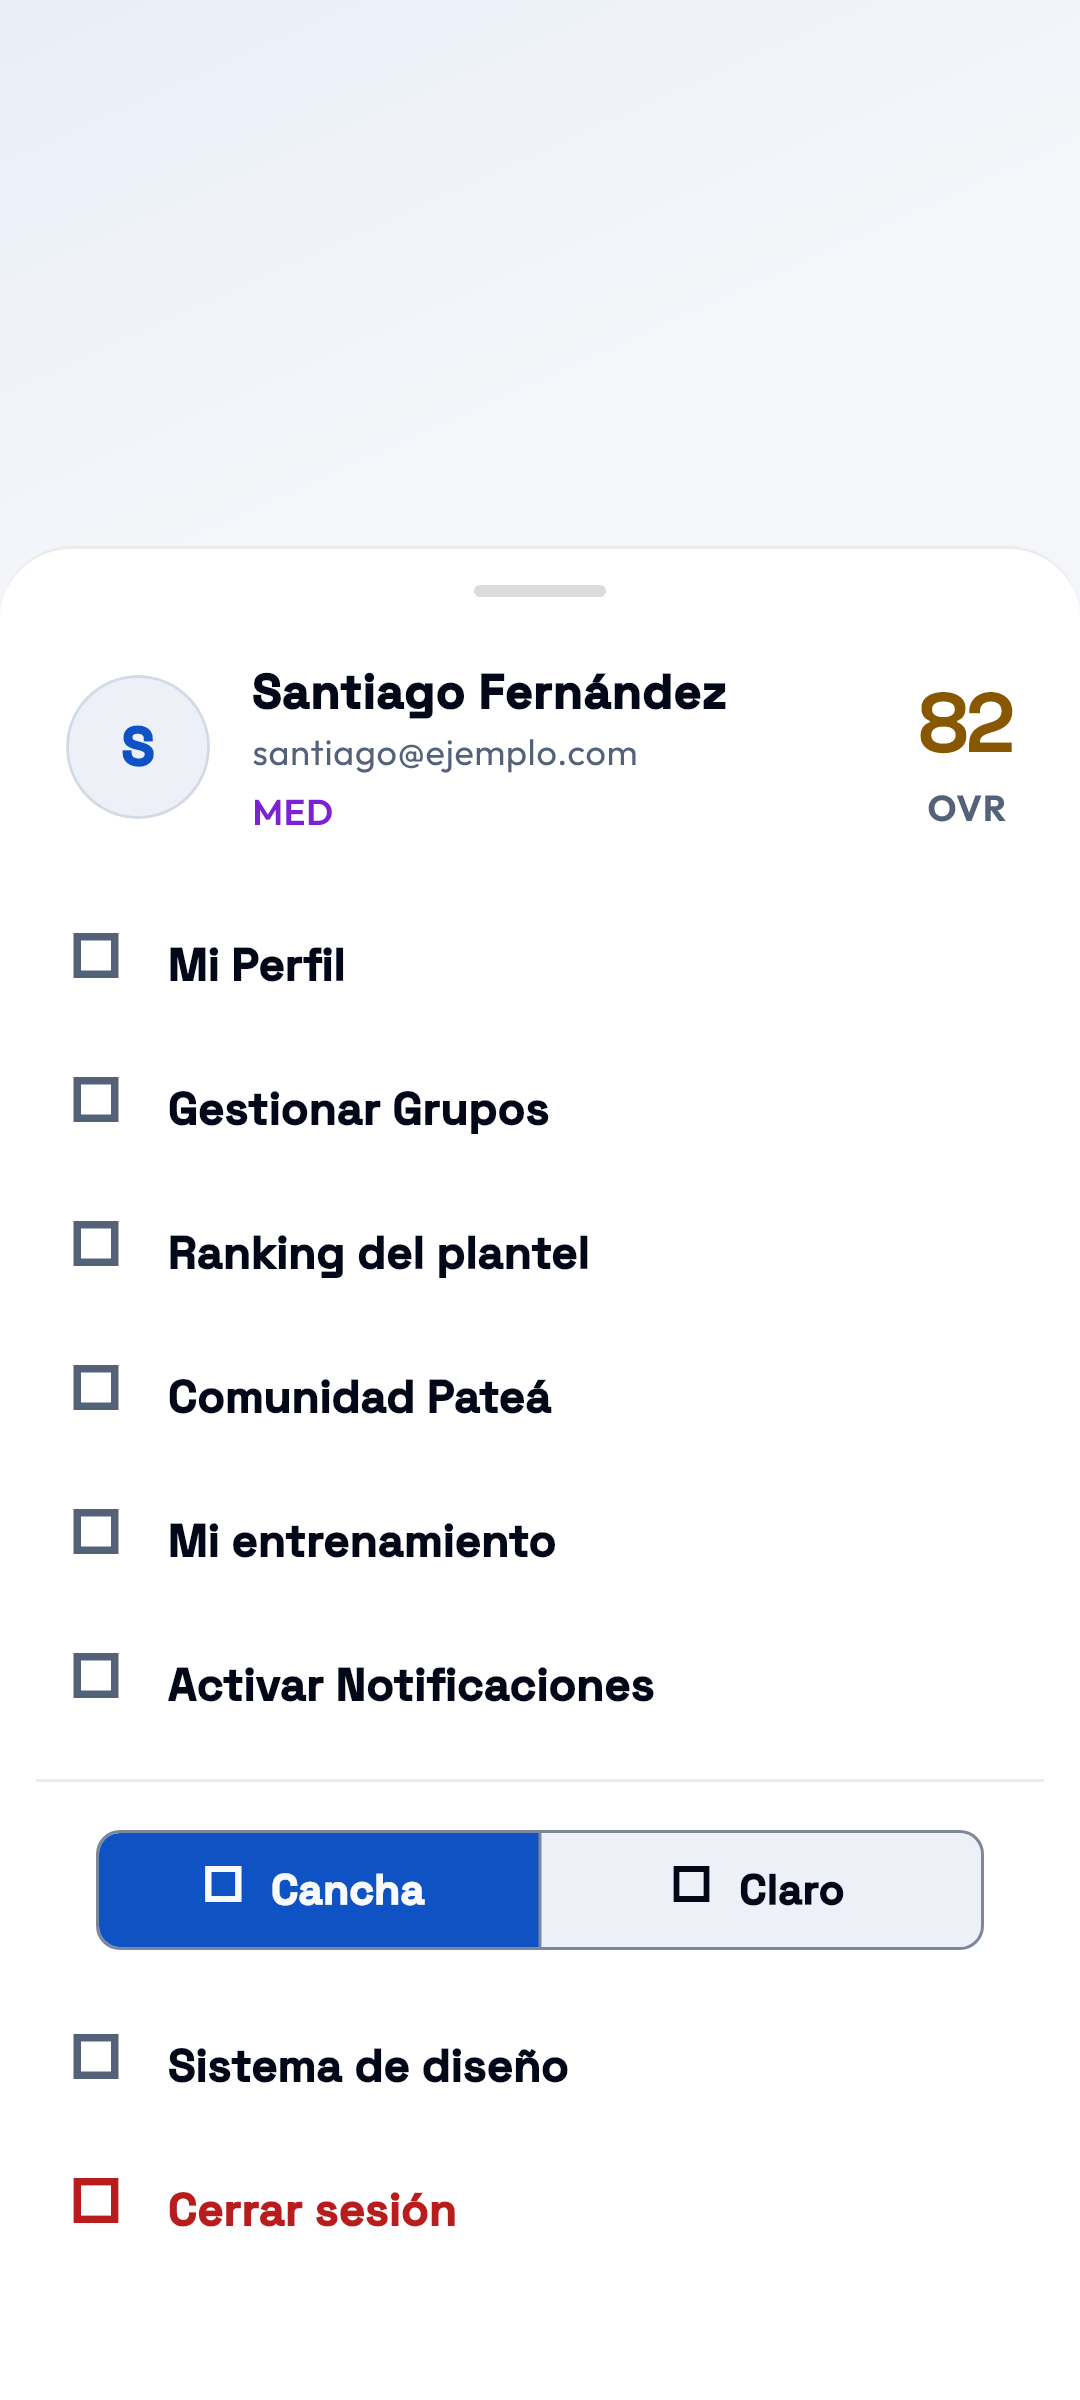 S
Santiago Fernández
santiago@ejemplo.com
MED
82
OVR
Mi Perfil
Gestionar Grupos
Ranking del plantel
Comunidad Pateá
Mi entrenamiento
Activar Notificaciones
Cancha
Claro
Sistema de diseño
Cerrar sesión